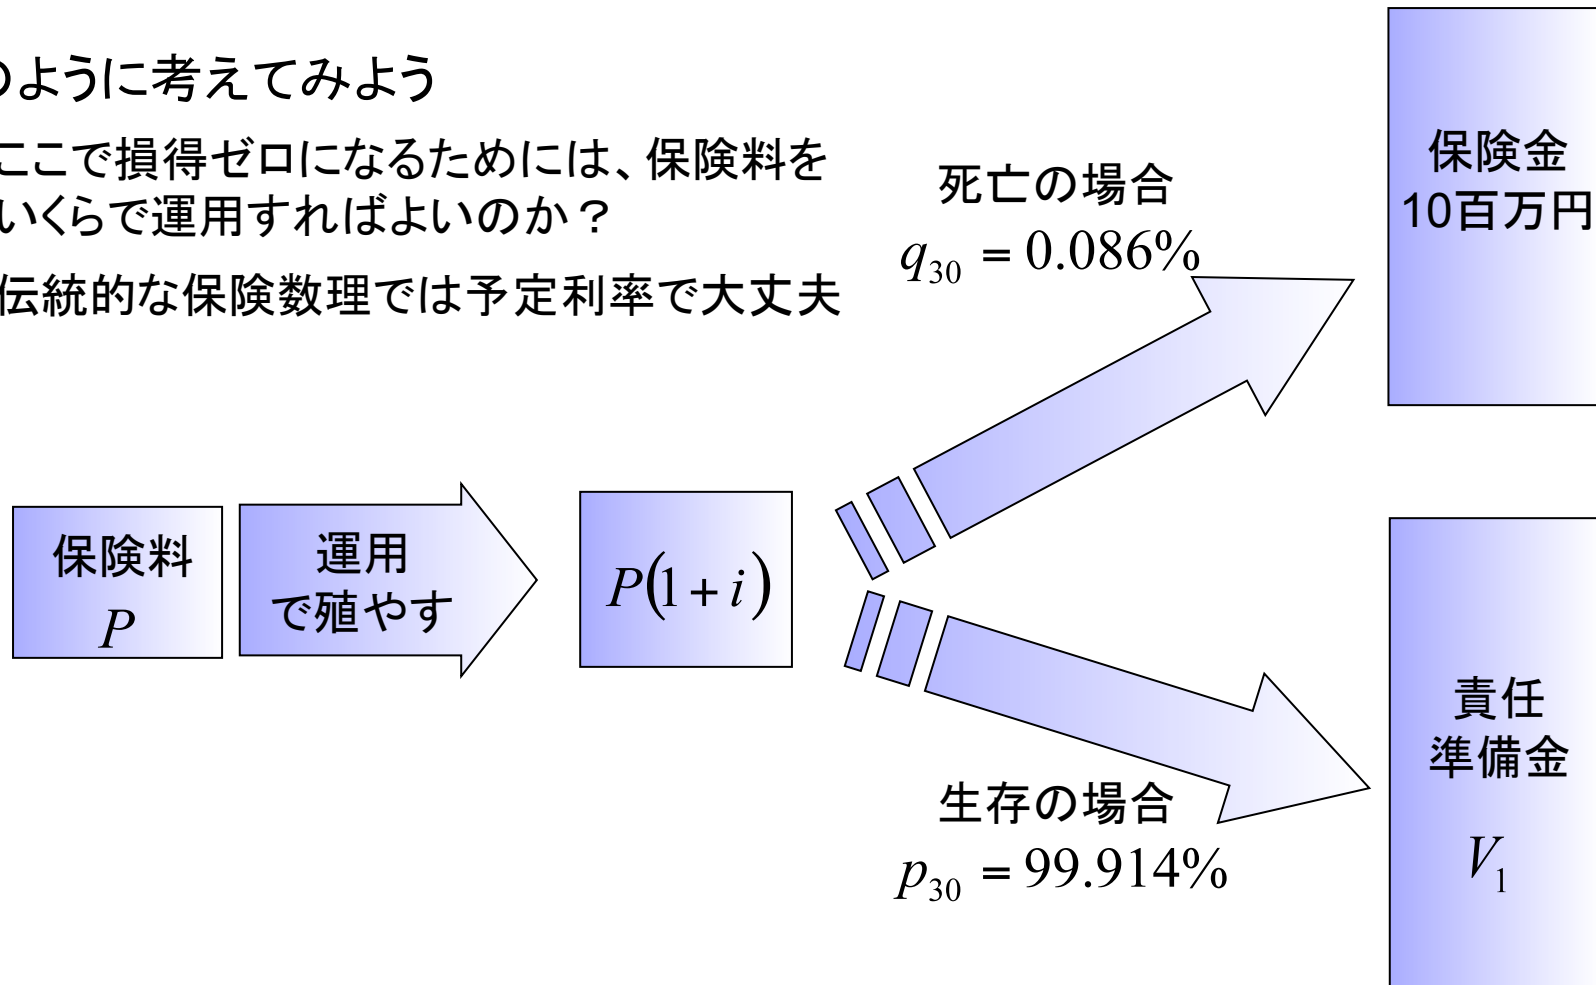 のように考えてみよう
ここで損得ゼロになるためには、保険料を
いくらで運用すればよいのか？
伝統的な保険数理では予定利率で大丈夫
死亡の場合
q30 = 0.086%
保険金
10百万円
保険料
P
運用
で殖やす
P(1 + i)
生存の場合
p30 = 99.914%
責任
準備金
V1